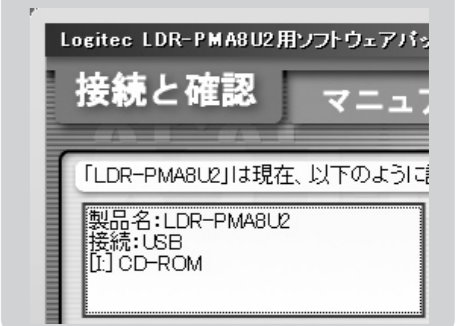 Logitec LDR-PMA8U2用ソフトウェアパッ
接続と確認
マニュア
「LDR-PMA8U2」は現在、以下のように
製品名:LDR-PMA8U2
接続:USB
[I:] CD-ROM